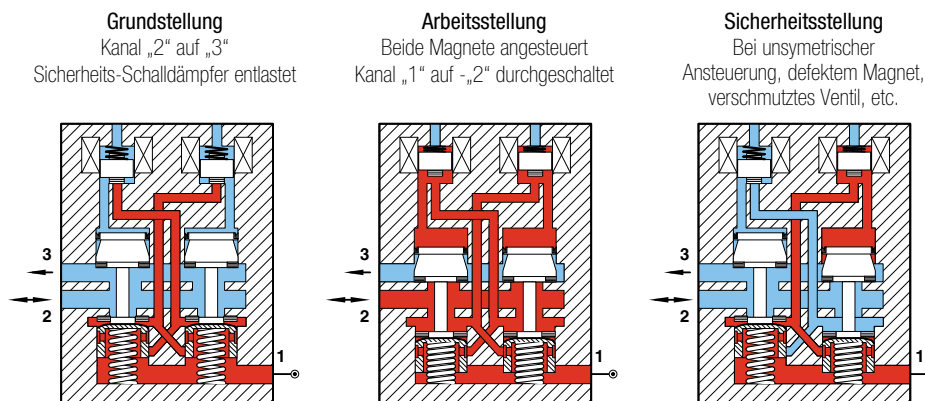 Grundstellung
Kanal „2“ auf „3“
Sicherheits-Schalldämpfer entlastet
Arbeitsstellung
Beide Magnete angesteuert
Kanal „1“ auf -„2“ durchgeschaltet
Sicherheitsstellung
Bei unsymetrischer
Ansteuerung, defektem Magnet,
verschmutztes Ventil, etc.
3
2
1
3
2
1
3
2
1